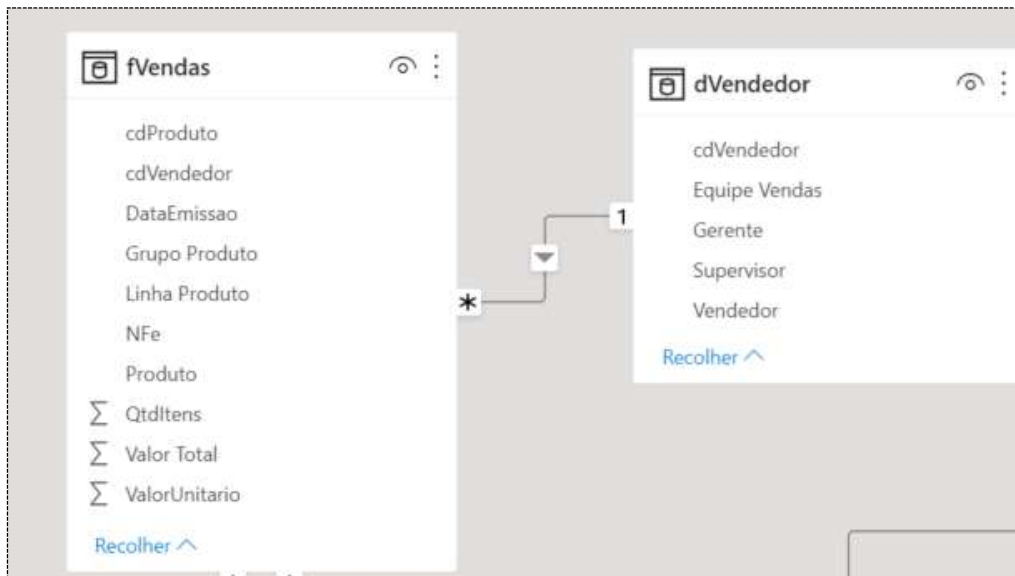 fVendas
cdProduto
cdVendedor
DataEmissao
Grupo Produto
Linha Produto
NFe
Produto
QtdItens
Valor Total
ValorUnitario
Recolher
*
1
dVendedor
cdVendedor
Equipe Vendas
Gerente
Supervisor
Vendedor
Recolher